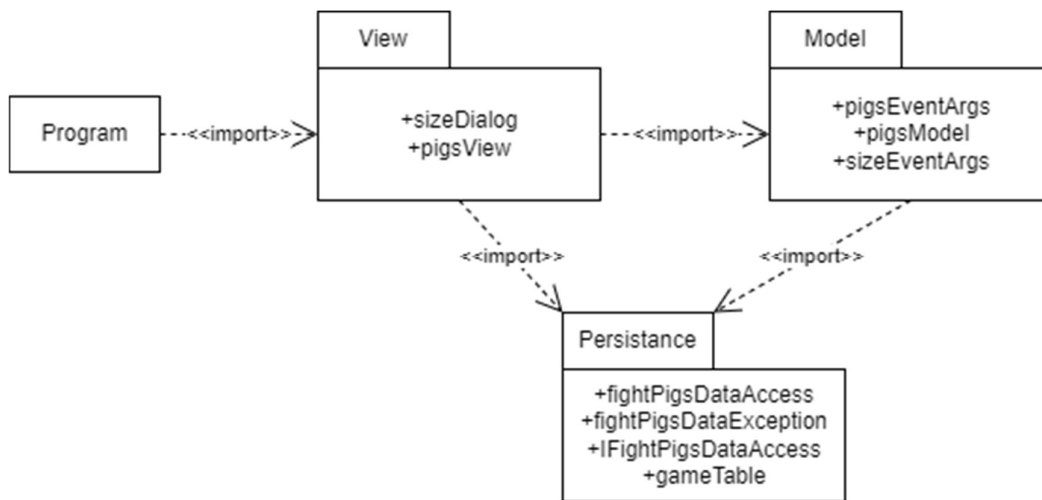 View
Model
Program
<<import>>
+sizeDialog
+pigsView
<<import>>
+pigsEventArgs
+pigsModel
+sizeEventArgs
<<import>>
<<import>>
Persistance
+fightPigsDataAccess
+fightPigsDataException
+IFightPigsDataAccess
+gameTable